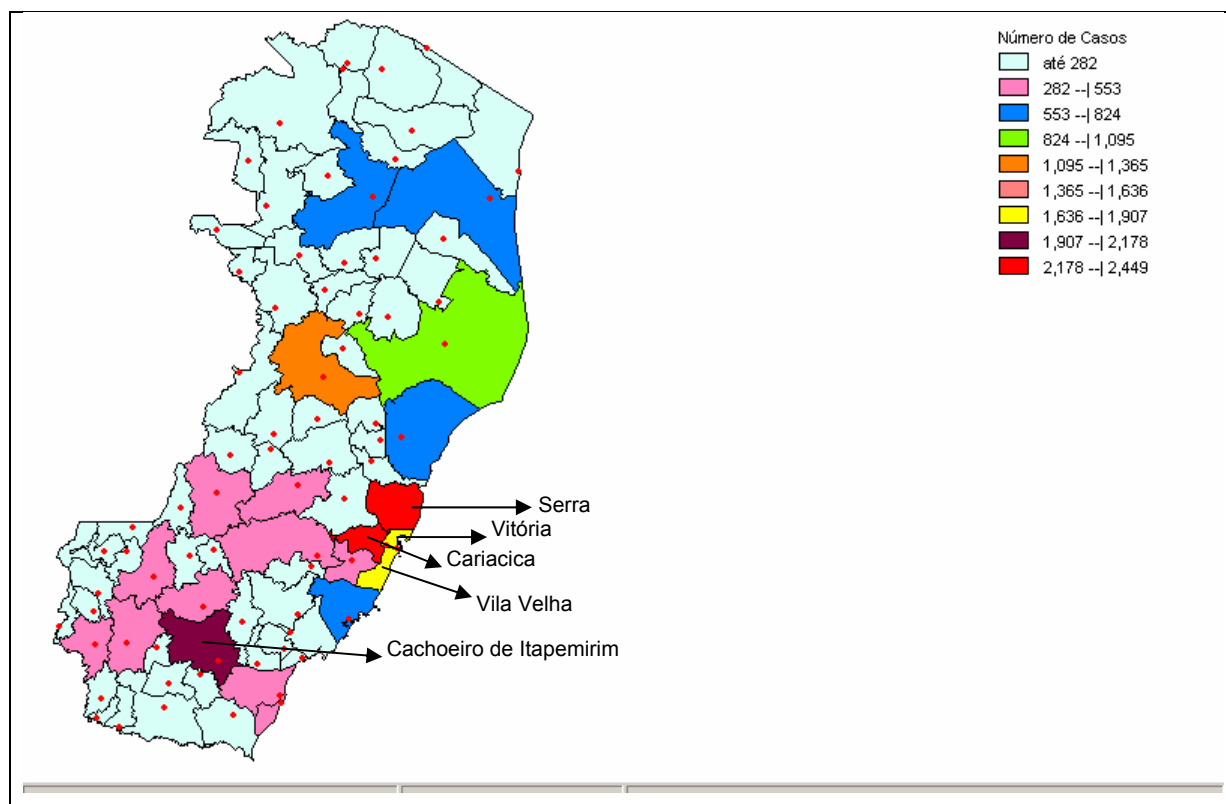 Número de Casos
até 282
282 --| 553
553 --| 824
824 --| 1,095
1,095 --| 1,365
1,365 --| 1,636
1,636 --| 1,907
1,907 --| 2,178
2,178 --| 2,449
Serra
Vitória
Cariacica
Vila Velha
Cachoeiro de Itapemirim